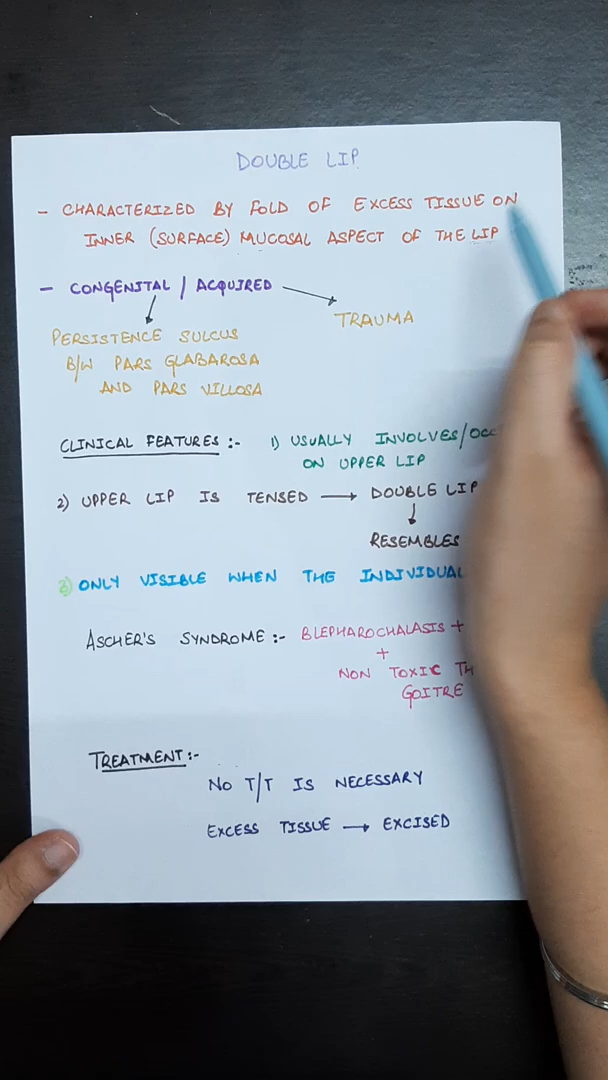 DOUBLE LIP
- CHARACTERIZED BY FOLD OF EXCESS TISSUE ON
INNER (SURFACE) MUCOSAL ASPECT OF THE LIP
- CONGENITAL / ACQUIRED
PERSISTENCE SULCUS
B/W PARS GLABAROSA
AND PARS VILLOSA
TRAUMA
CLINICAL FEATURES :- 1) USUALLY INVOLVES/OCC
ON UPPER LIP
2) UPPER LIP IS TENSED → DOUBLE LIP
↓
RESEMBLES
3) ONLY VISIBLE WHEN THE INDIVIDUAL
ASCHER'S SYNDROME :- BLEPHAROCHALASIS +
+
NON TOXIC TH
GOITRE
TREATMENT :-
NO T/T IS NECESSARY
EXCESS TISSUE → EXCISED